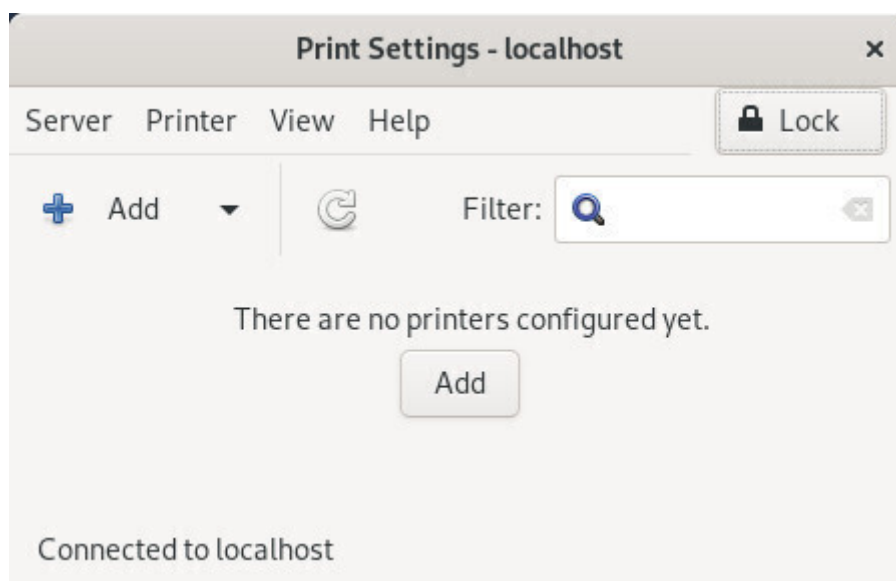 Print Settings - localhost
Server Printer View Help Lock
Add Filter:
There are no printers configured yet.
Add
Connected to localhost